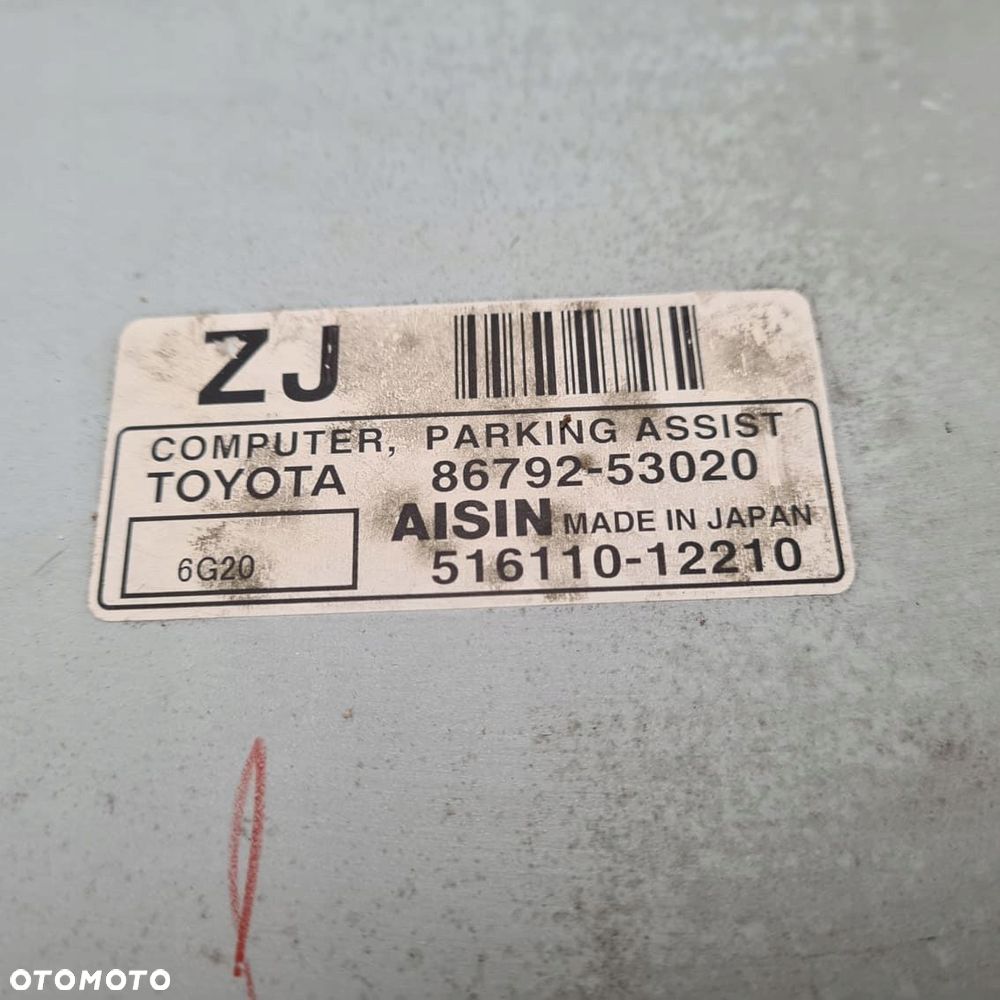 ZJ
COMPUTER, PARKING ASSIST
TOYOTA 86792-53020
AISIN MADE IN JAPAN
6G20 516110-12210
OTOMOTO